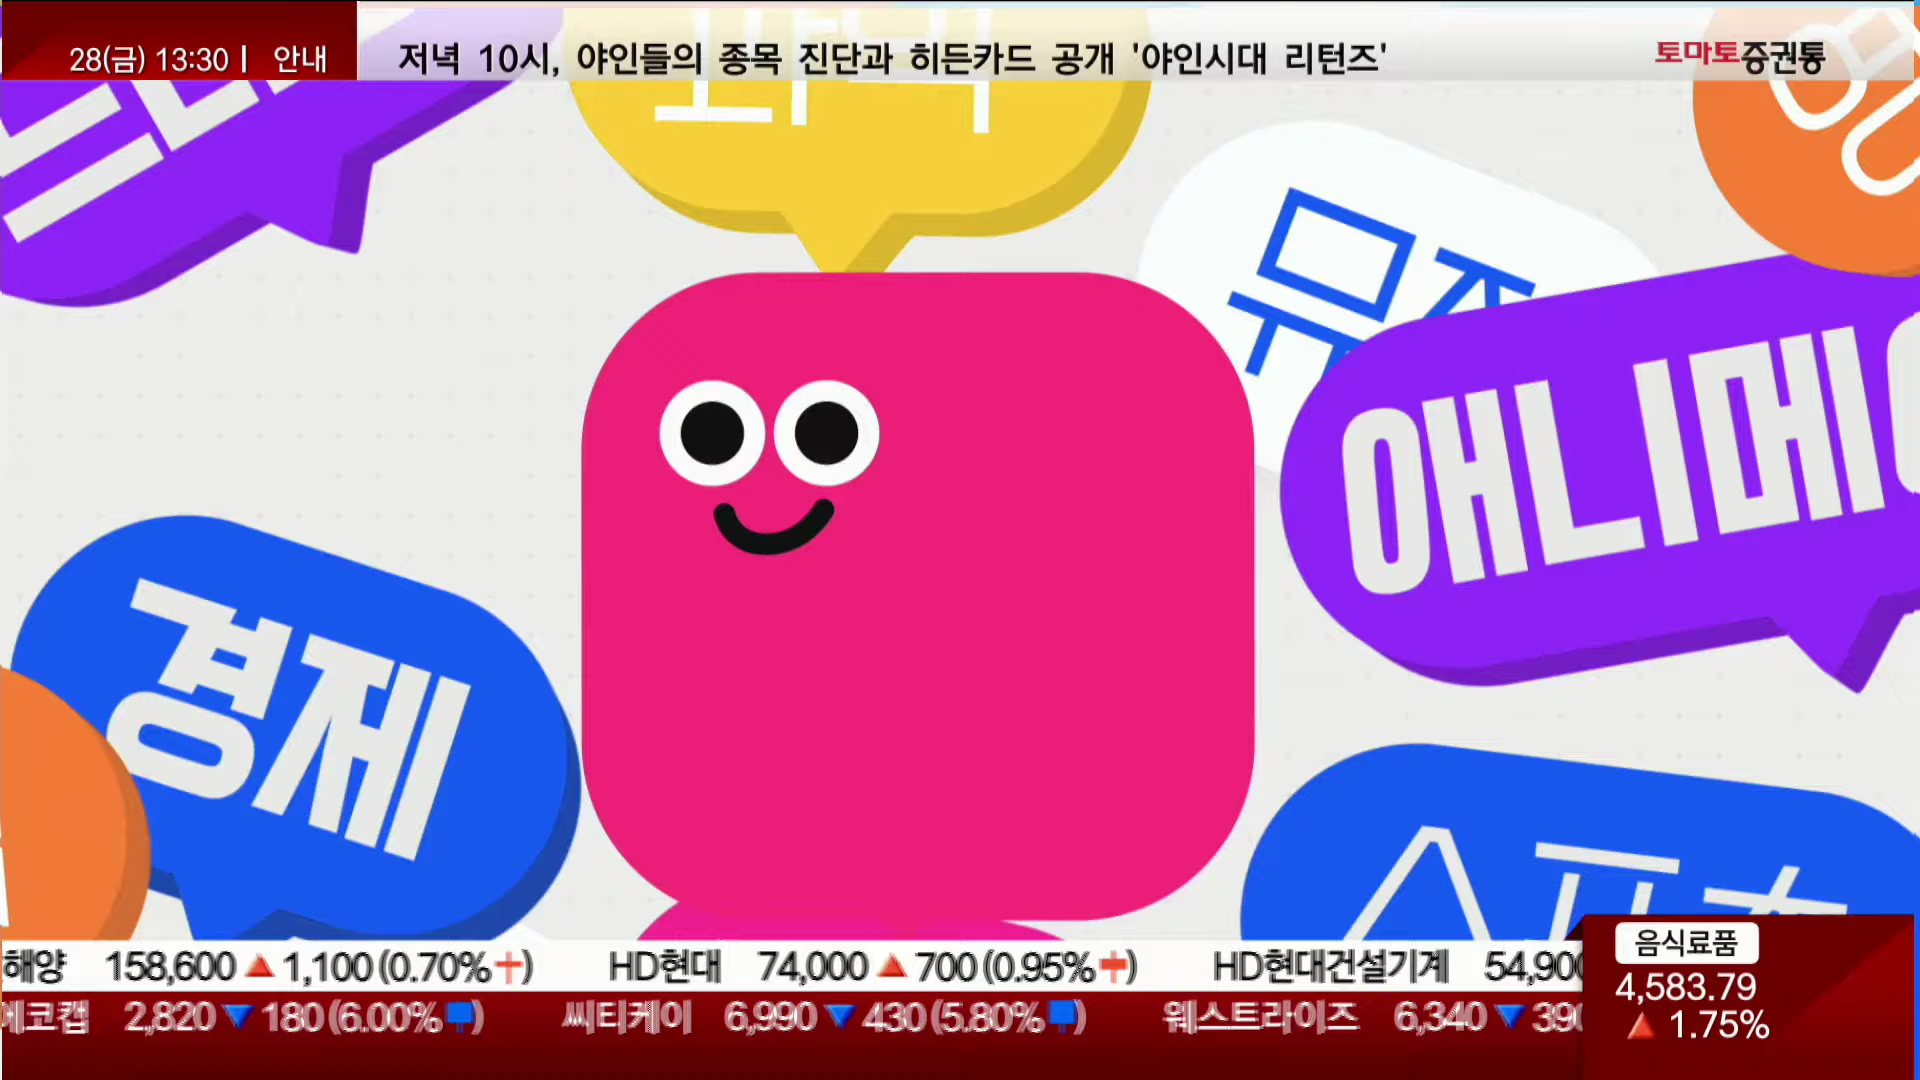 28(금) 13:30 | 안내
저녁 10시, 야인들의 종목 진단과 히든카드 공개 '야인시대 리턴즈'
토마토증권통
애니메
경제
해양 158,600 ▲ 1,100 (0.70%+) HD현대 74,000 ▲ 700 (0.95%+) HD현대건설기계 54,900
에코캡 2,820 ▼ 180 (6.00%) 씨티케이 6,990 ▼ 430 (5.80%) 웨스트라이즈 6,340 ▼ 390
음식료품
4,583.79
▲ 1.75%